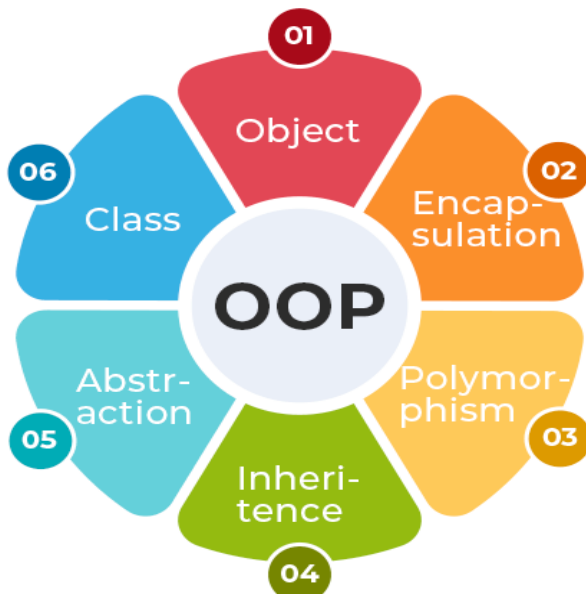 01
Object
02
Encap-
sulation
03
Polymor-
phism
04
Inheri-
tence
05
Abstr-
action
06
Class
OOP